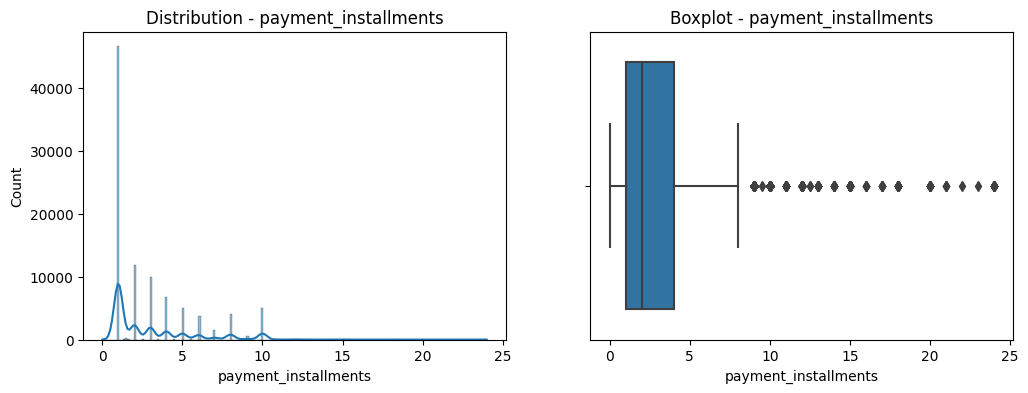 Distribution - payment_installments
Count
40000
30000
20000
10000
0
0 5 10 15 20 25
payment_installments
Boxplot - payment_installments
0 5 10 15 20 25
payment_installments